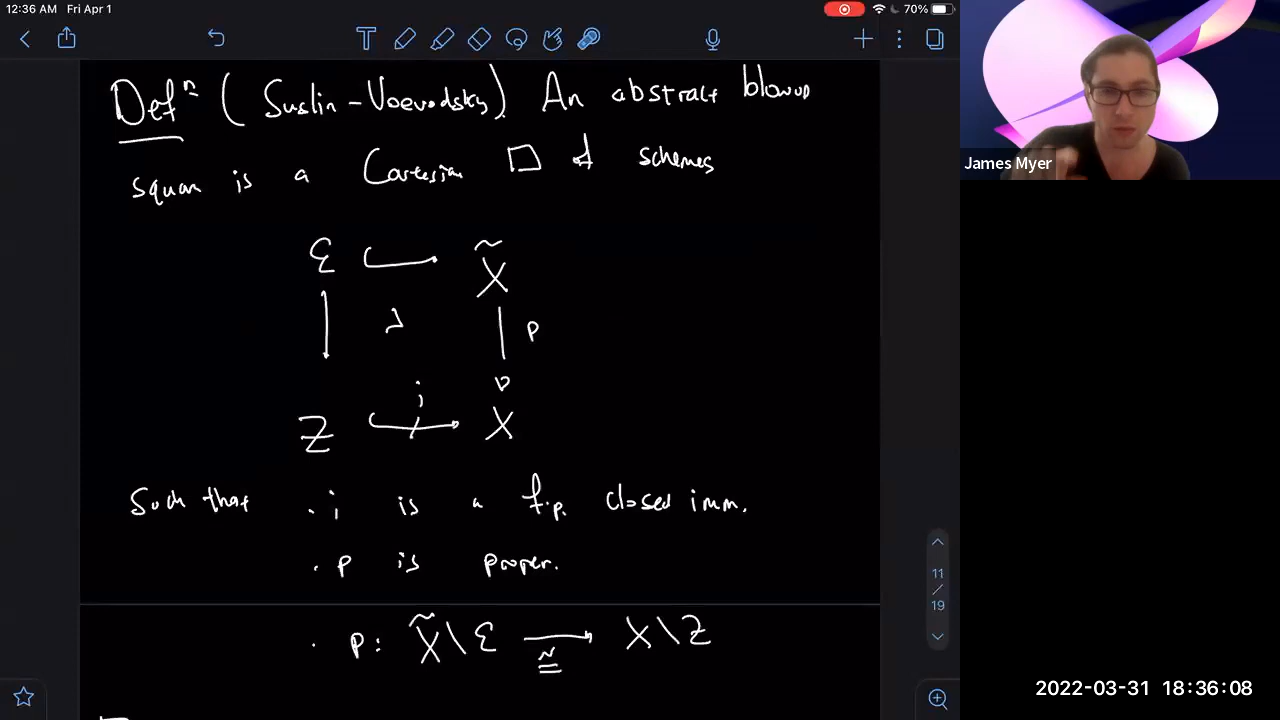 12:36 AM Fri Apr 1
70%
Defⁿ (Suslin-Voevodsky). An abstract blowup
square is a Cartesian □ of schemes
E X̃
⅄ p
i
Z X
Such that · i is a f.p. closed imm.
· p is proper.
· p: X̃ \ E ≅ X \ Z
11
/
19
James Myer
2022-03-31 18:36:08